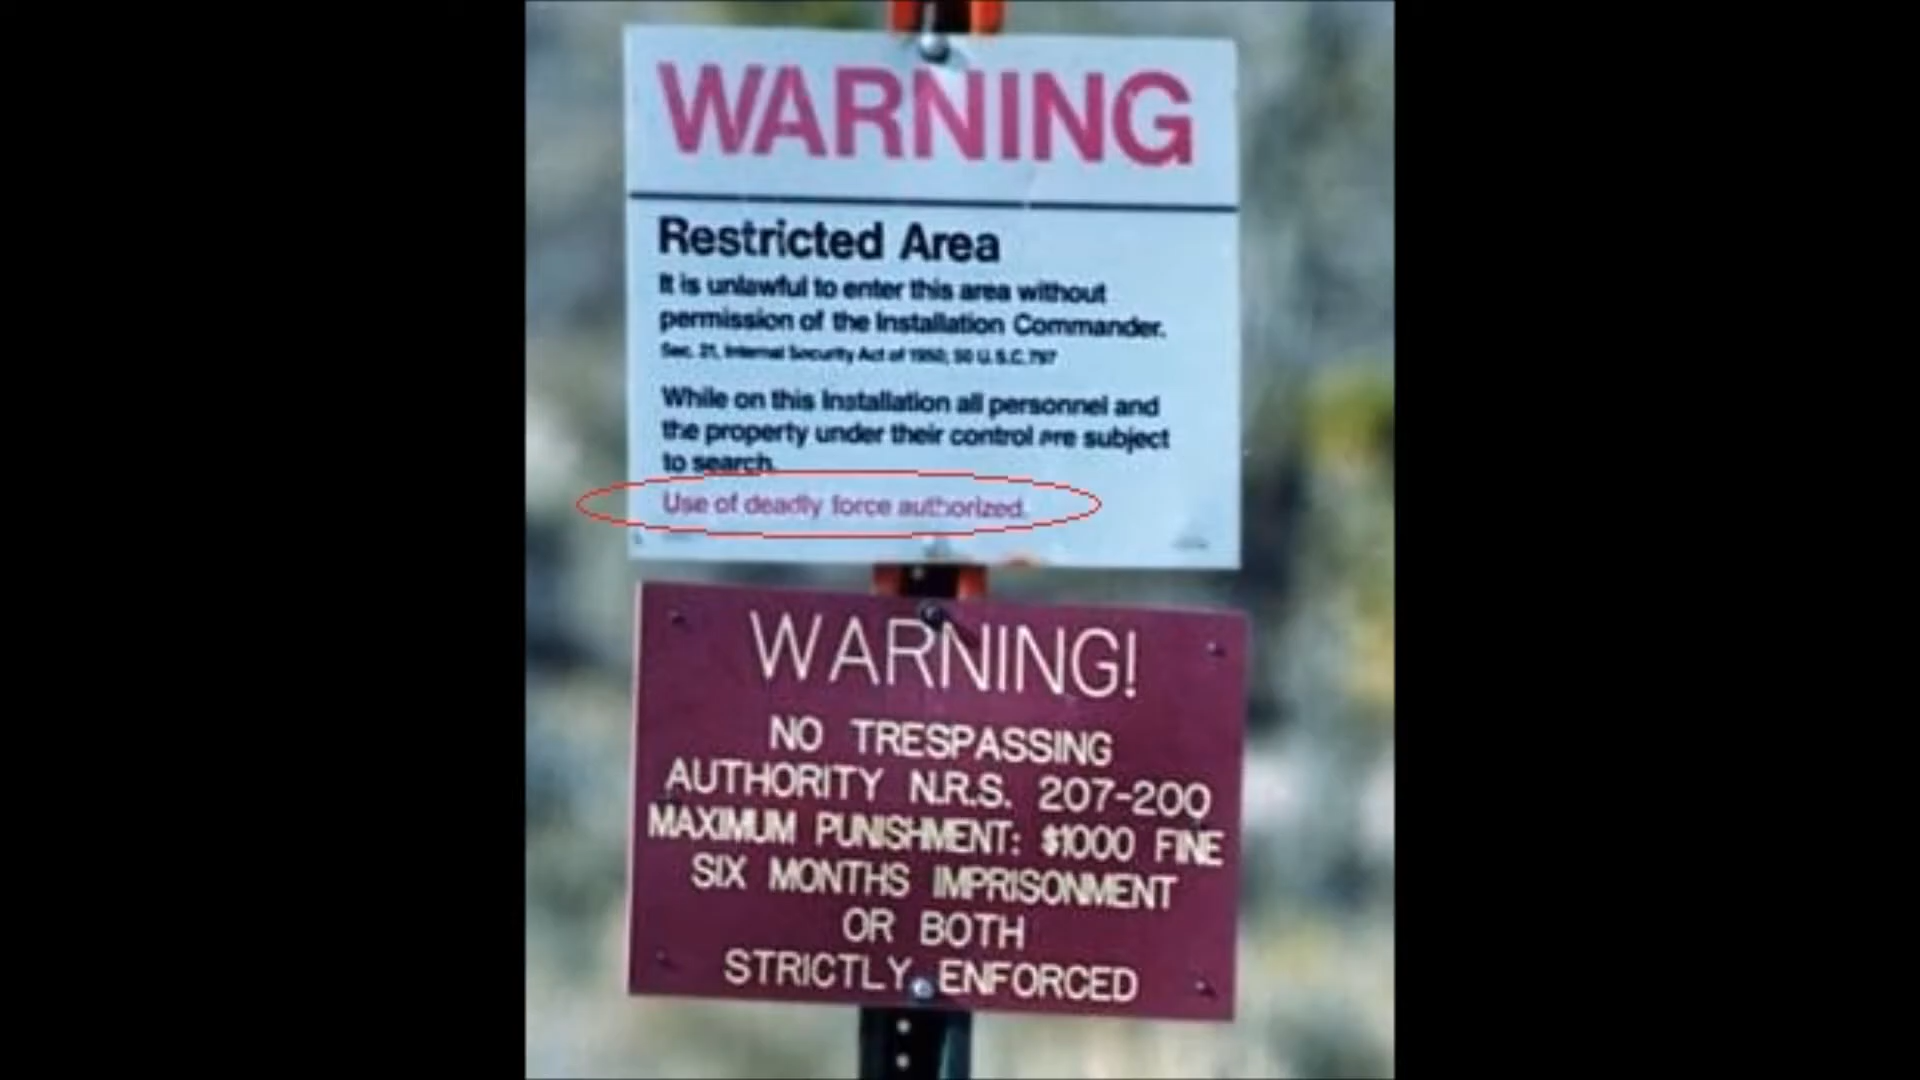 WARNING
Restricted Area
It is unlawful to enter this area without
permission of the Installation Commander.
Sec. 21, Internal Security Act of 1950; 50 U.S.C. 797
While on this Installation all personnel and
the property under their control are subject
to search.
Use of deadly force authorized.
WARNING!
NO TRESPASSING
AUTHORITY N.R.S. 207-200
MAXIMUM PUNISHMENT: $1000 FINE
SIX MONTHS IMPRISONMENT
OR BOTH
STRICTLY ENFORCED